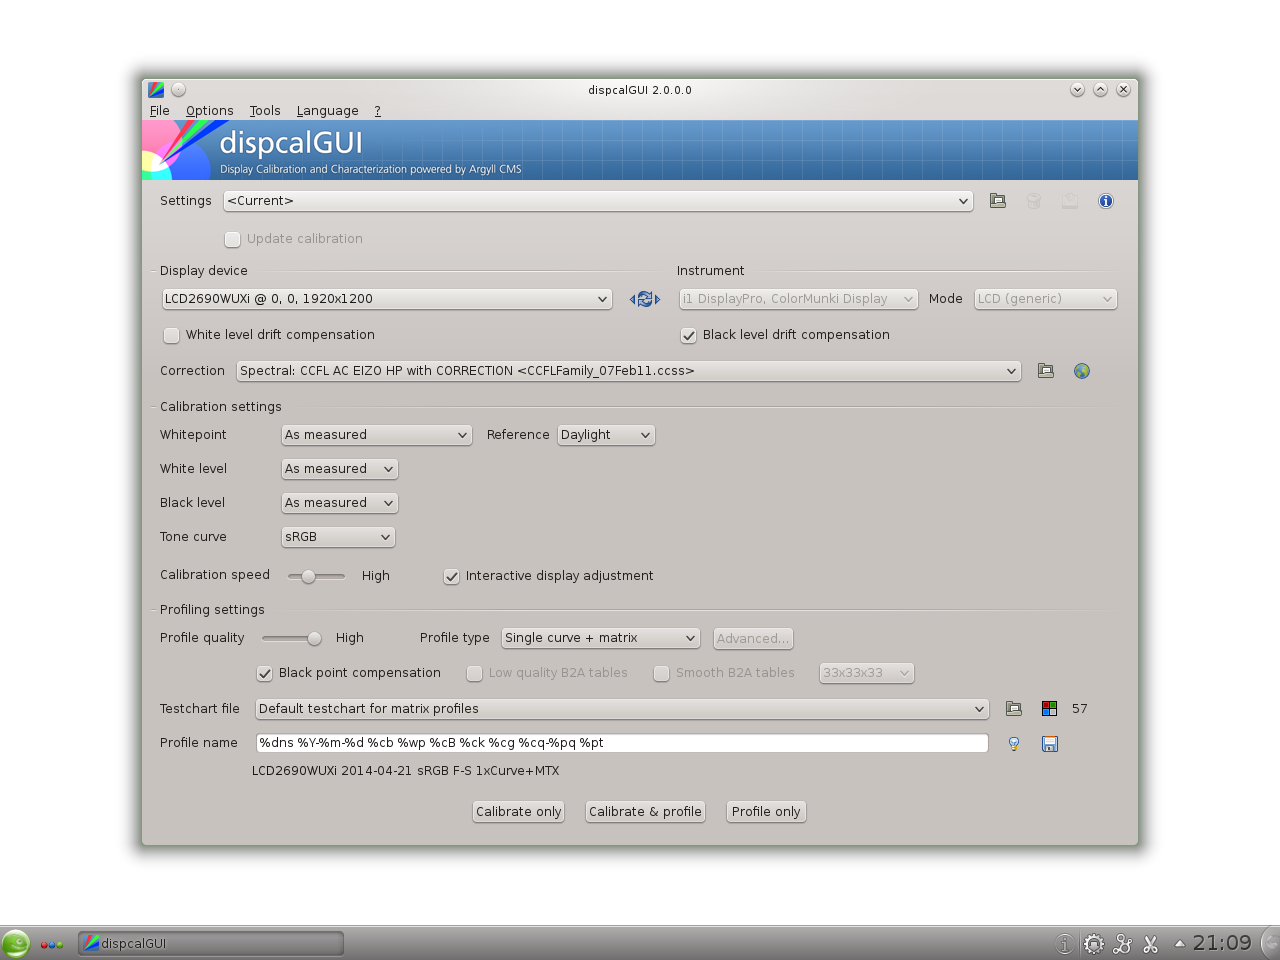 dispcalGUI 2.0.0.0
File Options Tools Language ?
dispcalGUI
Display Calibration and Characterization powered by Argyll CMS
Settings <Current>
Update calibration
Display device Instrument
LCD2690WUXi @ 0, 0, 1920x1200 i1 DisplayPro, ColorMunki Display Mode LCD (generic)
White level drift compensation Black level drift compensation
Correction Spectral: CCFL AC EIZO HP with CORRECTION <CCFLFamily_07Feb11.ccss>
Calibration settings
Whitepoint As measured Reference Daylight
White level As measured
Black level As measured
Tone curve sRGB
Calibration speed High Interactive display adjustment
Profiling settings
Profile quality High Profile type Single curve + matrix Advanced...
Black point compensation Low quality B2A tables Smooth B2A tables 33x33x33
Testchart file Default testchart for matrix profiles 57
Profile name %dns %Y-%m-%d %cb %wp %cB %ck %cg %cq-%pq %pt
LCD2690WUXi 2014-04-21 sRGB F-S 1xCurve+MTX
Calibrate only Calibrate & profile Profile only
dispcalGUI 21:09